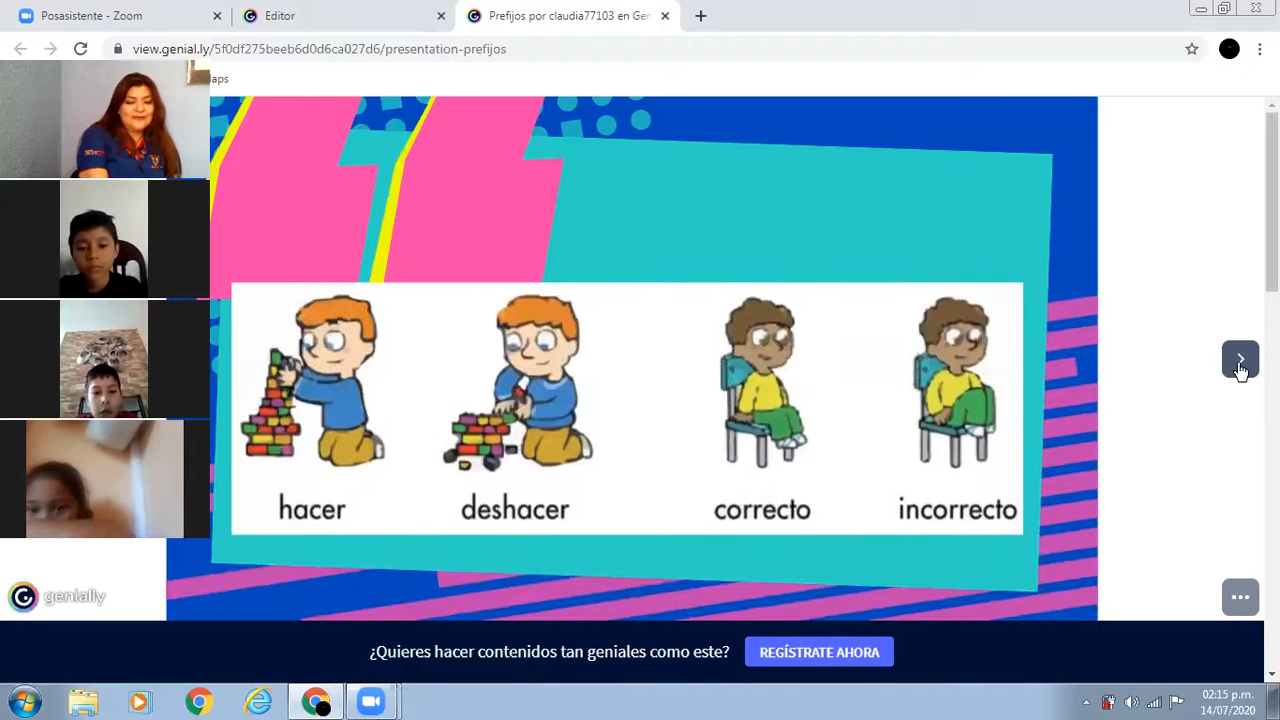 Posasistente - Zoom
Editor
Prefijos por claudia77103 en Gen
view.genial.ly/5f0df275beeb6d0d6ca027d6/presentation-prefijos
aps
hacer
deshacer
correcto
incorrecto
genially
¿Quieres hacer contenidos tan geniales como este?
REGÍSTRATE AHORA
02:15 p.m.
14/07/2020